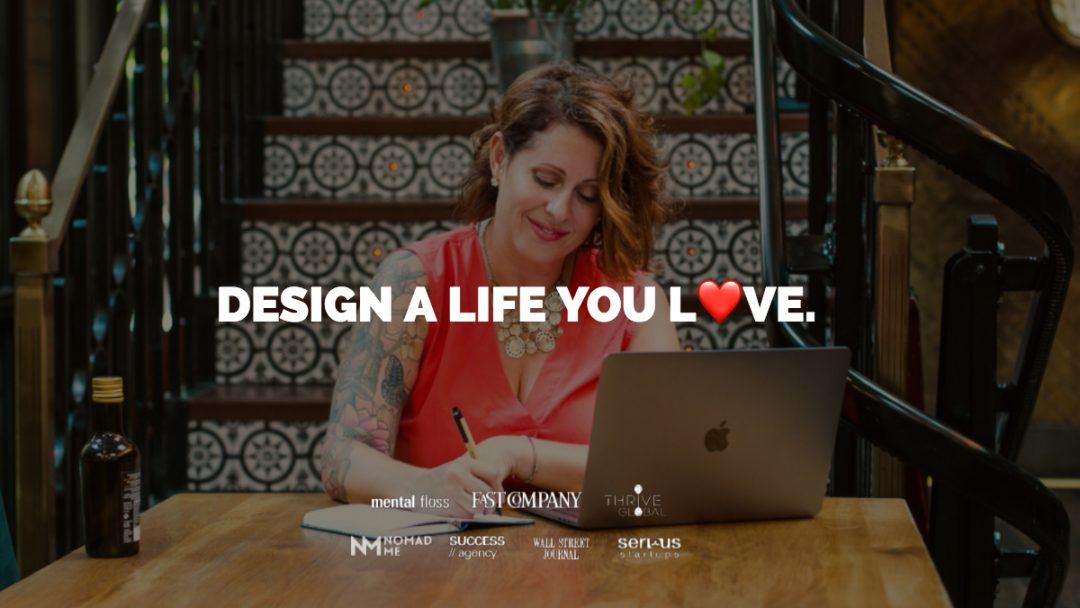 DESIGN A LIFE YOU L❤️VE.
mental floss FAST COMPANY THRIVE GLOBAL
NOMAD ME SUCCESS // agency WALL STREET JOURNAL serious startups